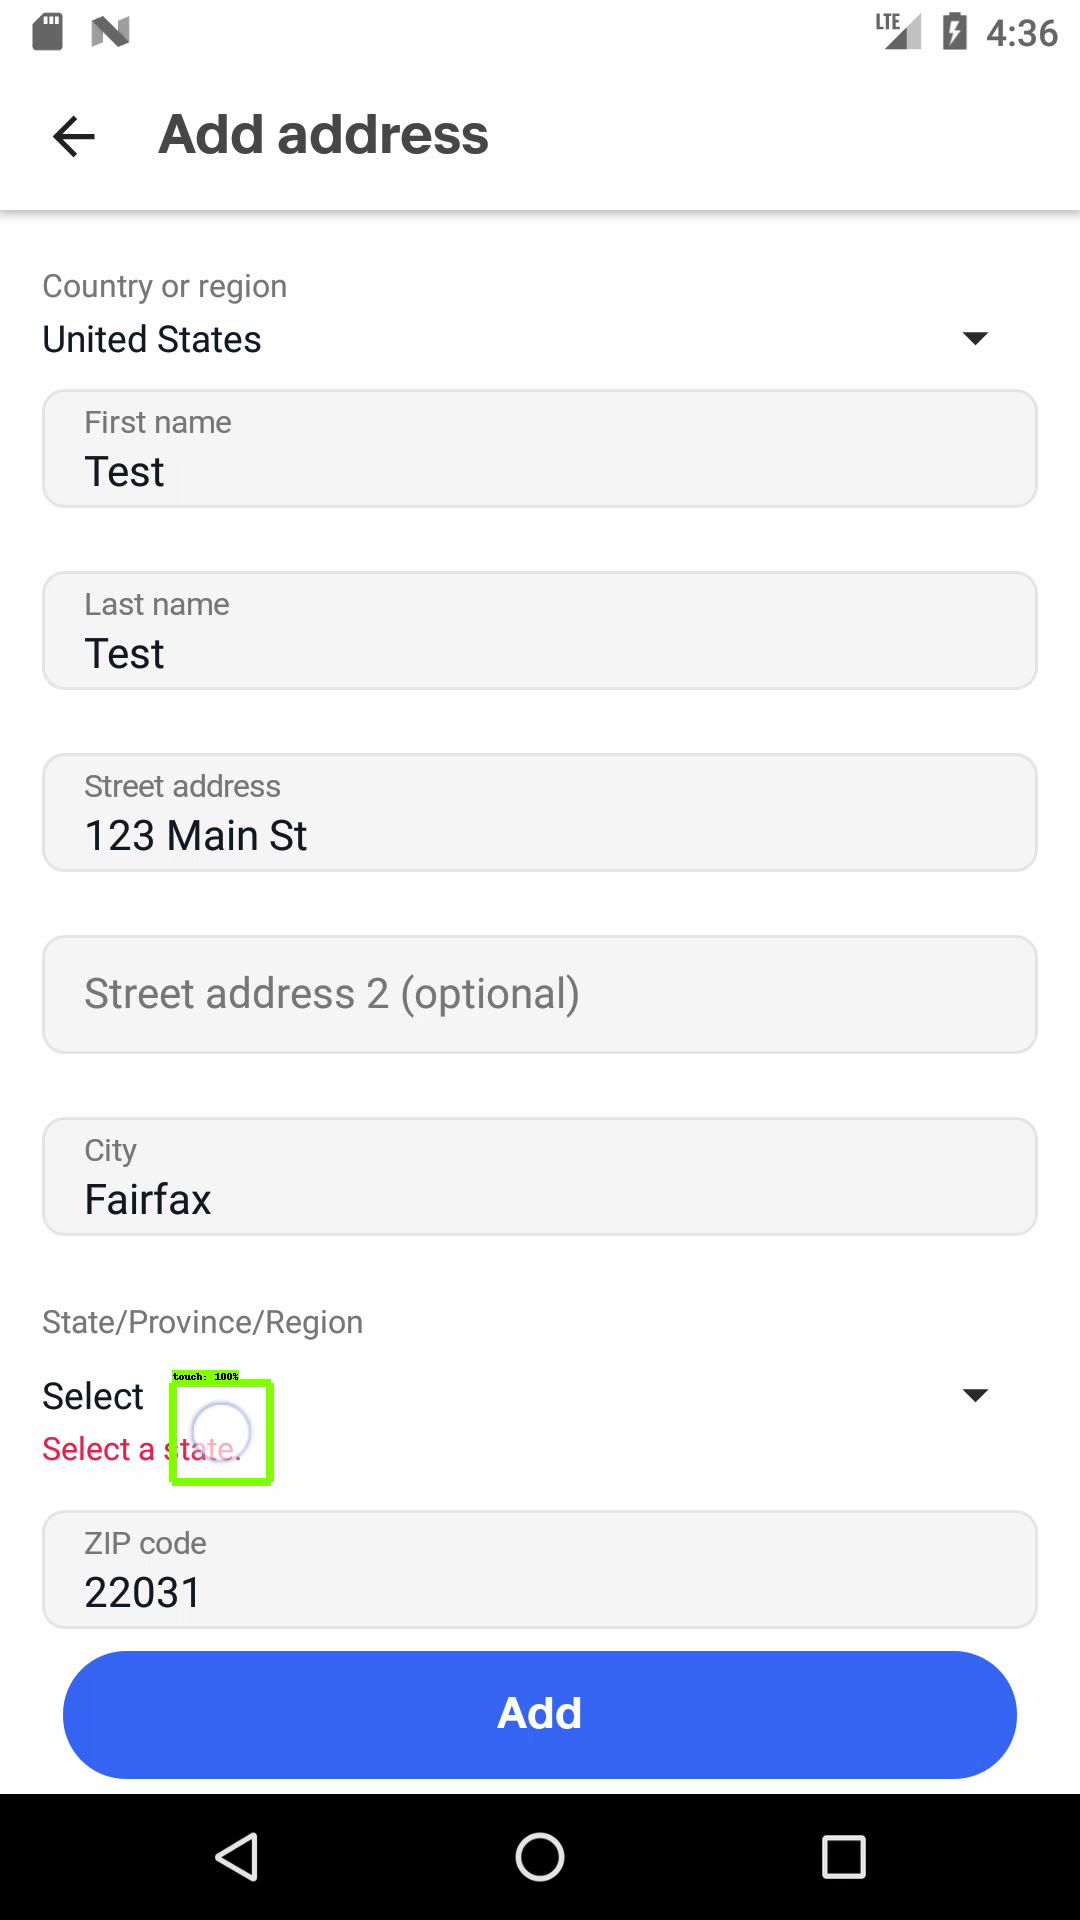 LTE 4:36
Add address
Country or region
United States
First name
Test
Last name
Test
Street address
123 Main St
Street address 2 (optional)
City
Fairfax
State/Province/Region
touch: 100%
Select
Select a state.
ZIP code
22031
Add